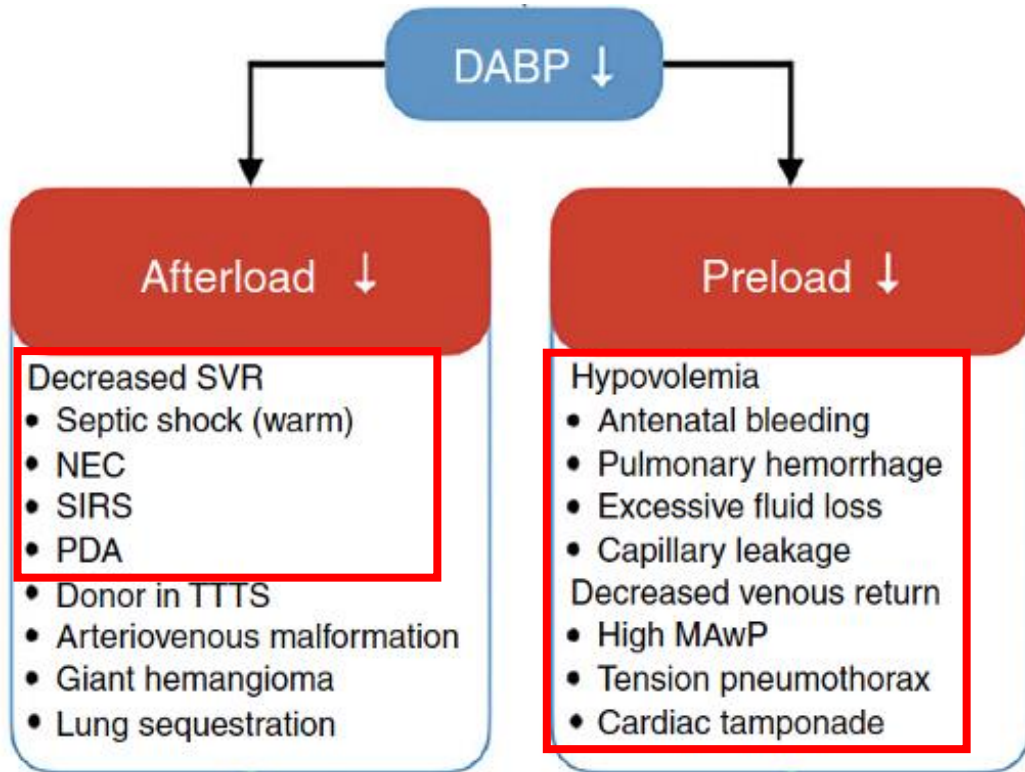 DABP ↓
Afterload ↓
Decreased SVR
• Septic shock (warm)
• NEC
• SIRS
• PDA
• Donor in TTTS
• Arteriovenous malformation
• Giant hemangioma
• Lung sequestration
Preload ↓
Hypovolemia
• Antenatal bleeding
• Pulmonary hemorrhage
• Excessive fluid loss
• Capillary leakage
Decreased venous return
• High MAwP
• Tension pneumothorax
• Cardiac tamponade